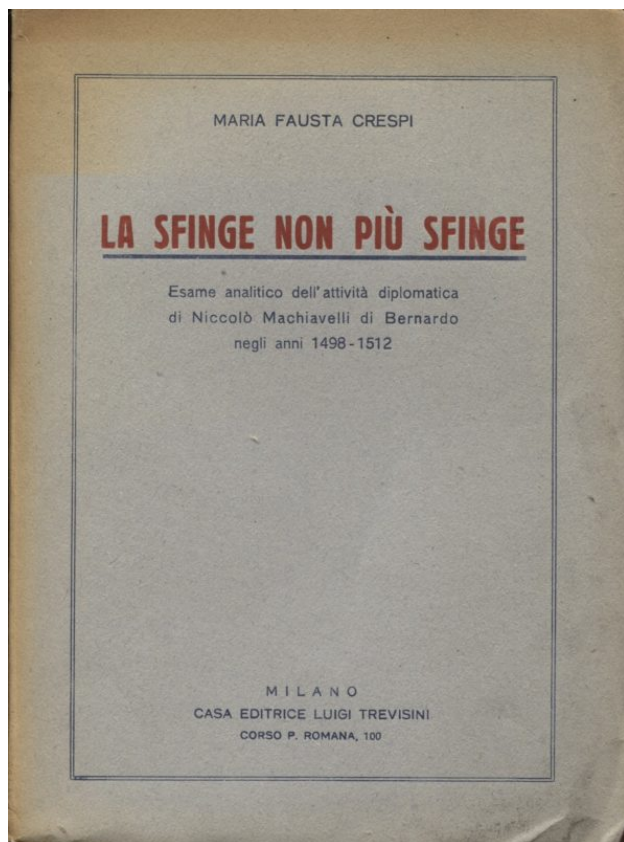 MARIA FAUSTA CRESPI
LA SFINGE NON PIÙ SFINGE
Esame analitico dell'attività diplomatica
di Niccolò Machiavelli di Bernardo
negli anni 1498-1512
MILANO
CASA EDITRICE LUIGI TREVISINI
CORSO P. ROMANA, 100